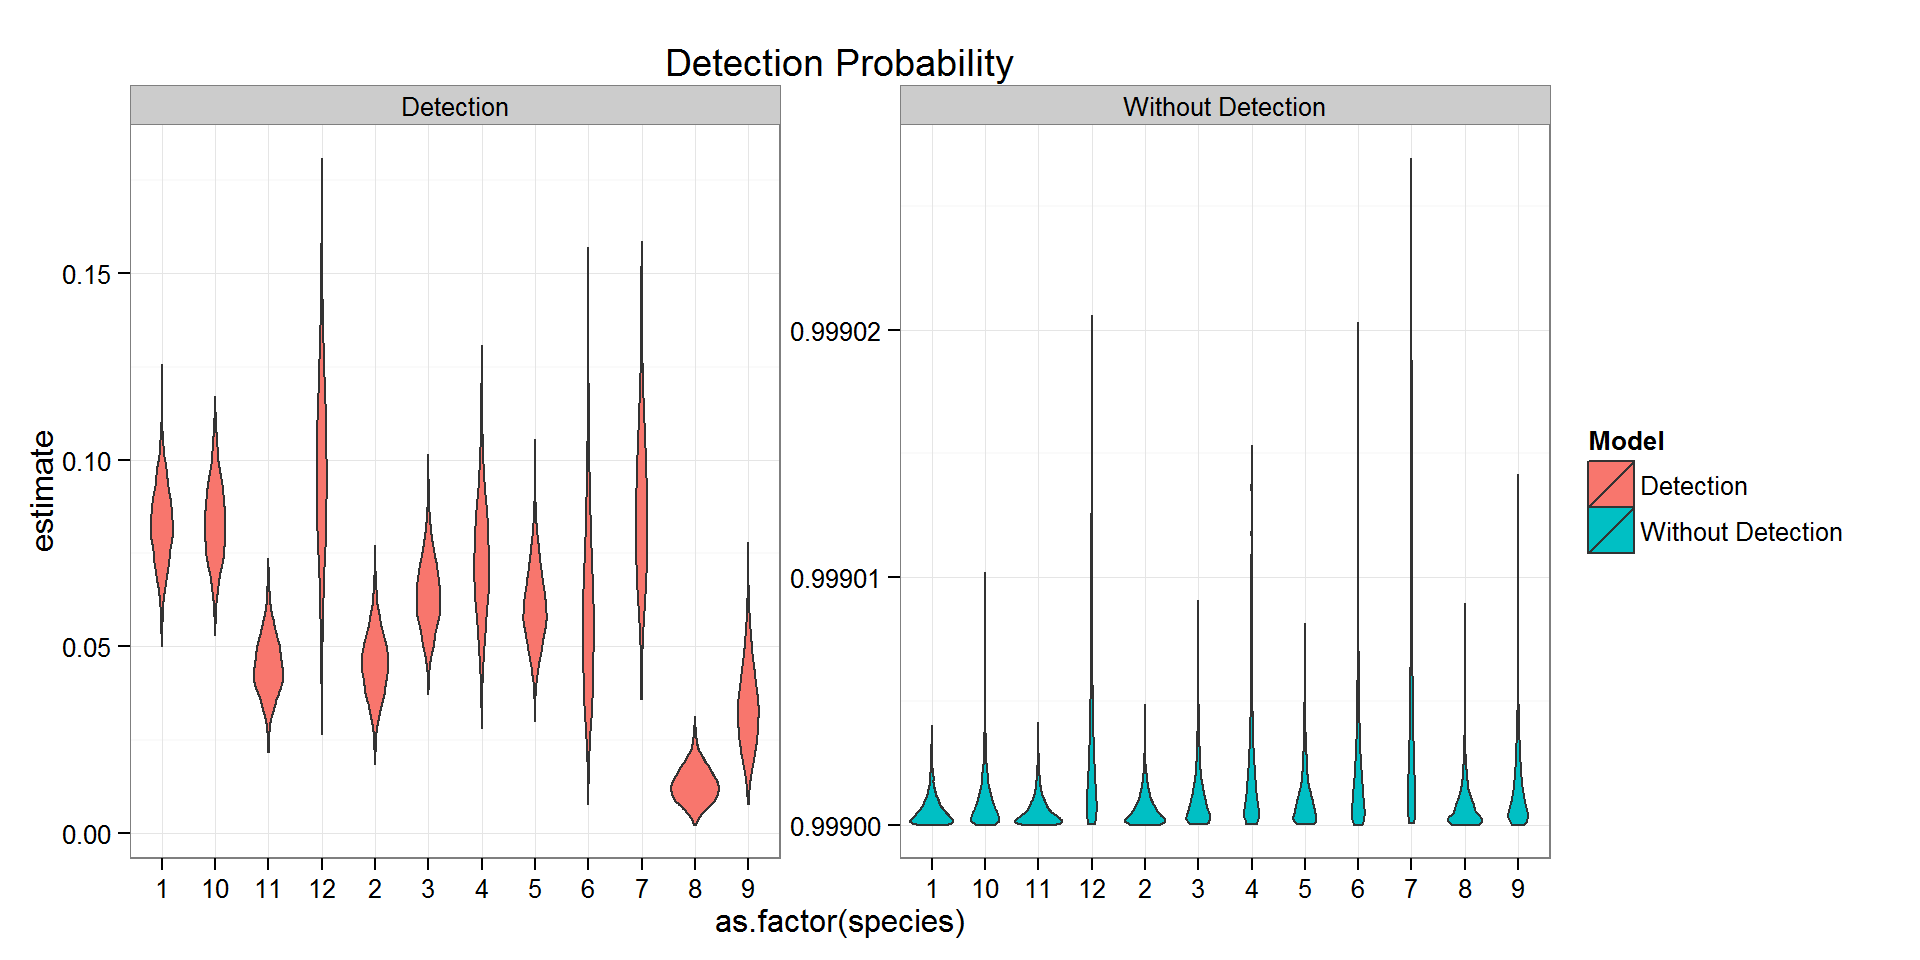 Detection Probability
Detection
Without Detection
estimate
0.15
0.10
0.05
0.00
1 10 11 12 2 3 4 5 6 7 8 9
0.99902
0.99901
0.99900
1 10 11 12 2 3 4 5 6 7 8 9
as.factor(species)
Model
Detection
Without Detection